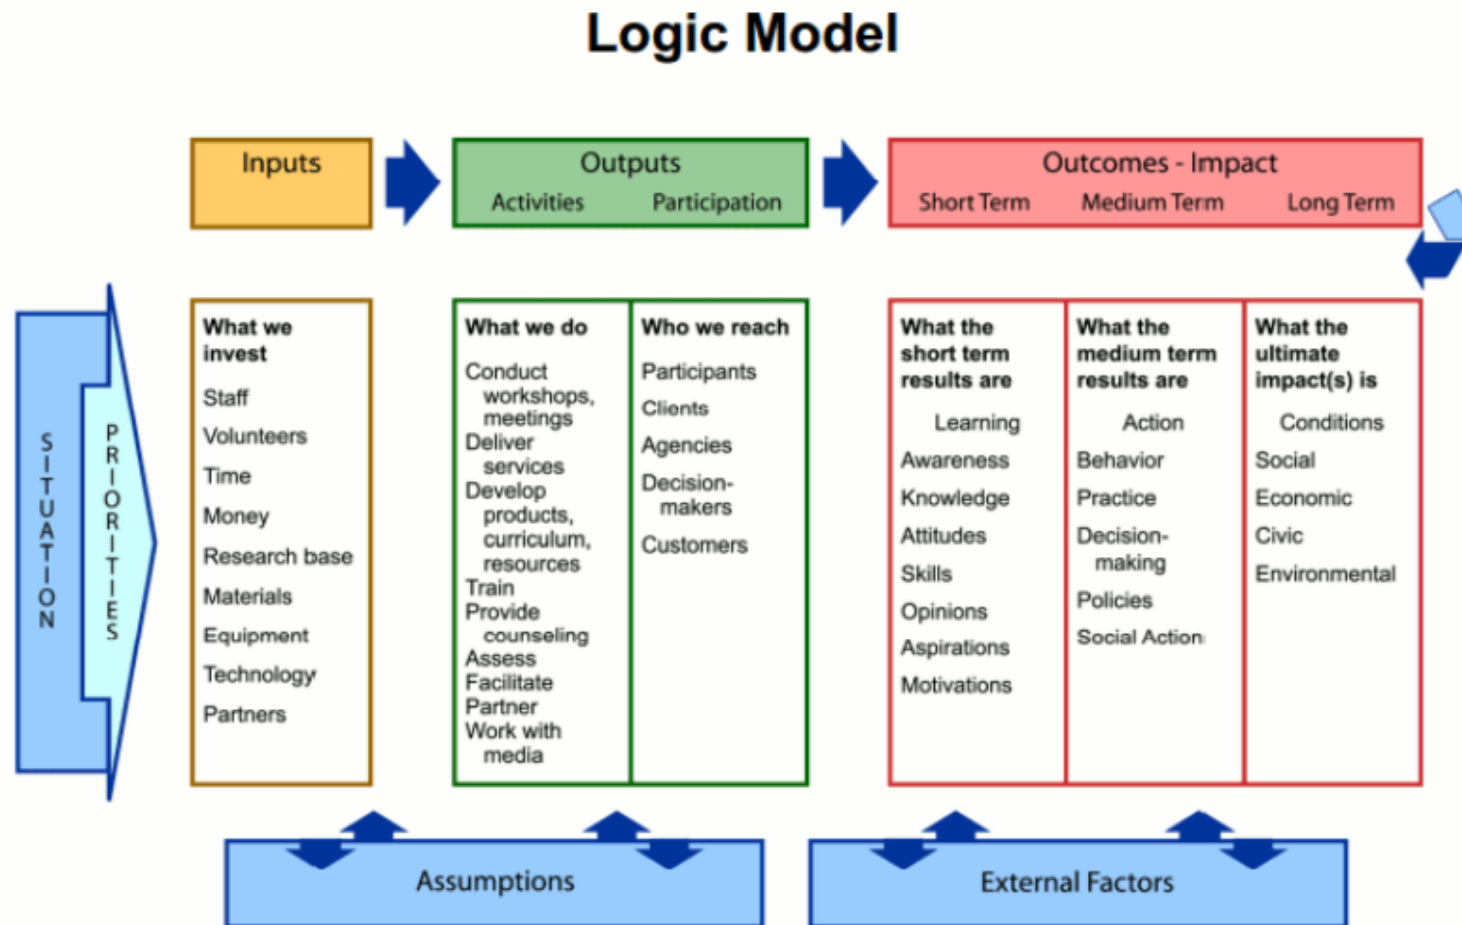 Logic Model
Inputs
Outputs
Activities Participation
Outcomes - Impact
Short Term Medium Term Long Term
SITUATION
PRIORITIES
What we
invest
Staff
Volunteers
Time
Money
Research base
Materials
Equipment
Technology
Partners
What we do
Conduct
workshops,
meetings
Deliver
services
Develop
products,
curriculum,
resources
Train
Provide
counseling
Assess
Facilitate
Partner
Work with
media
Who we reach
Participants
Clients
Agencies
Decision-
makers
Customers
What the
short term
results are
Learning
Awareness
Knowledge
Attitudes
Skills
Opinions
Aspirations
Motivations
What the
medium term
results are
Action
Behavior
Practice
Decision-
making
Policies
Social Action
What the
ultimate
impact(s) is
Conditions
Social
Economic
Civic
Environmental
Assumptions
External Factors